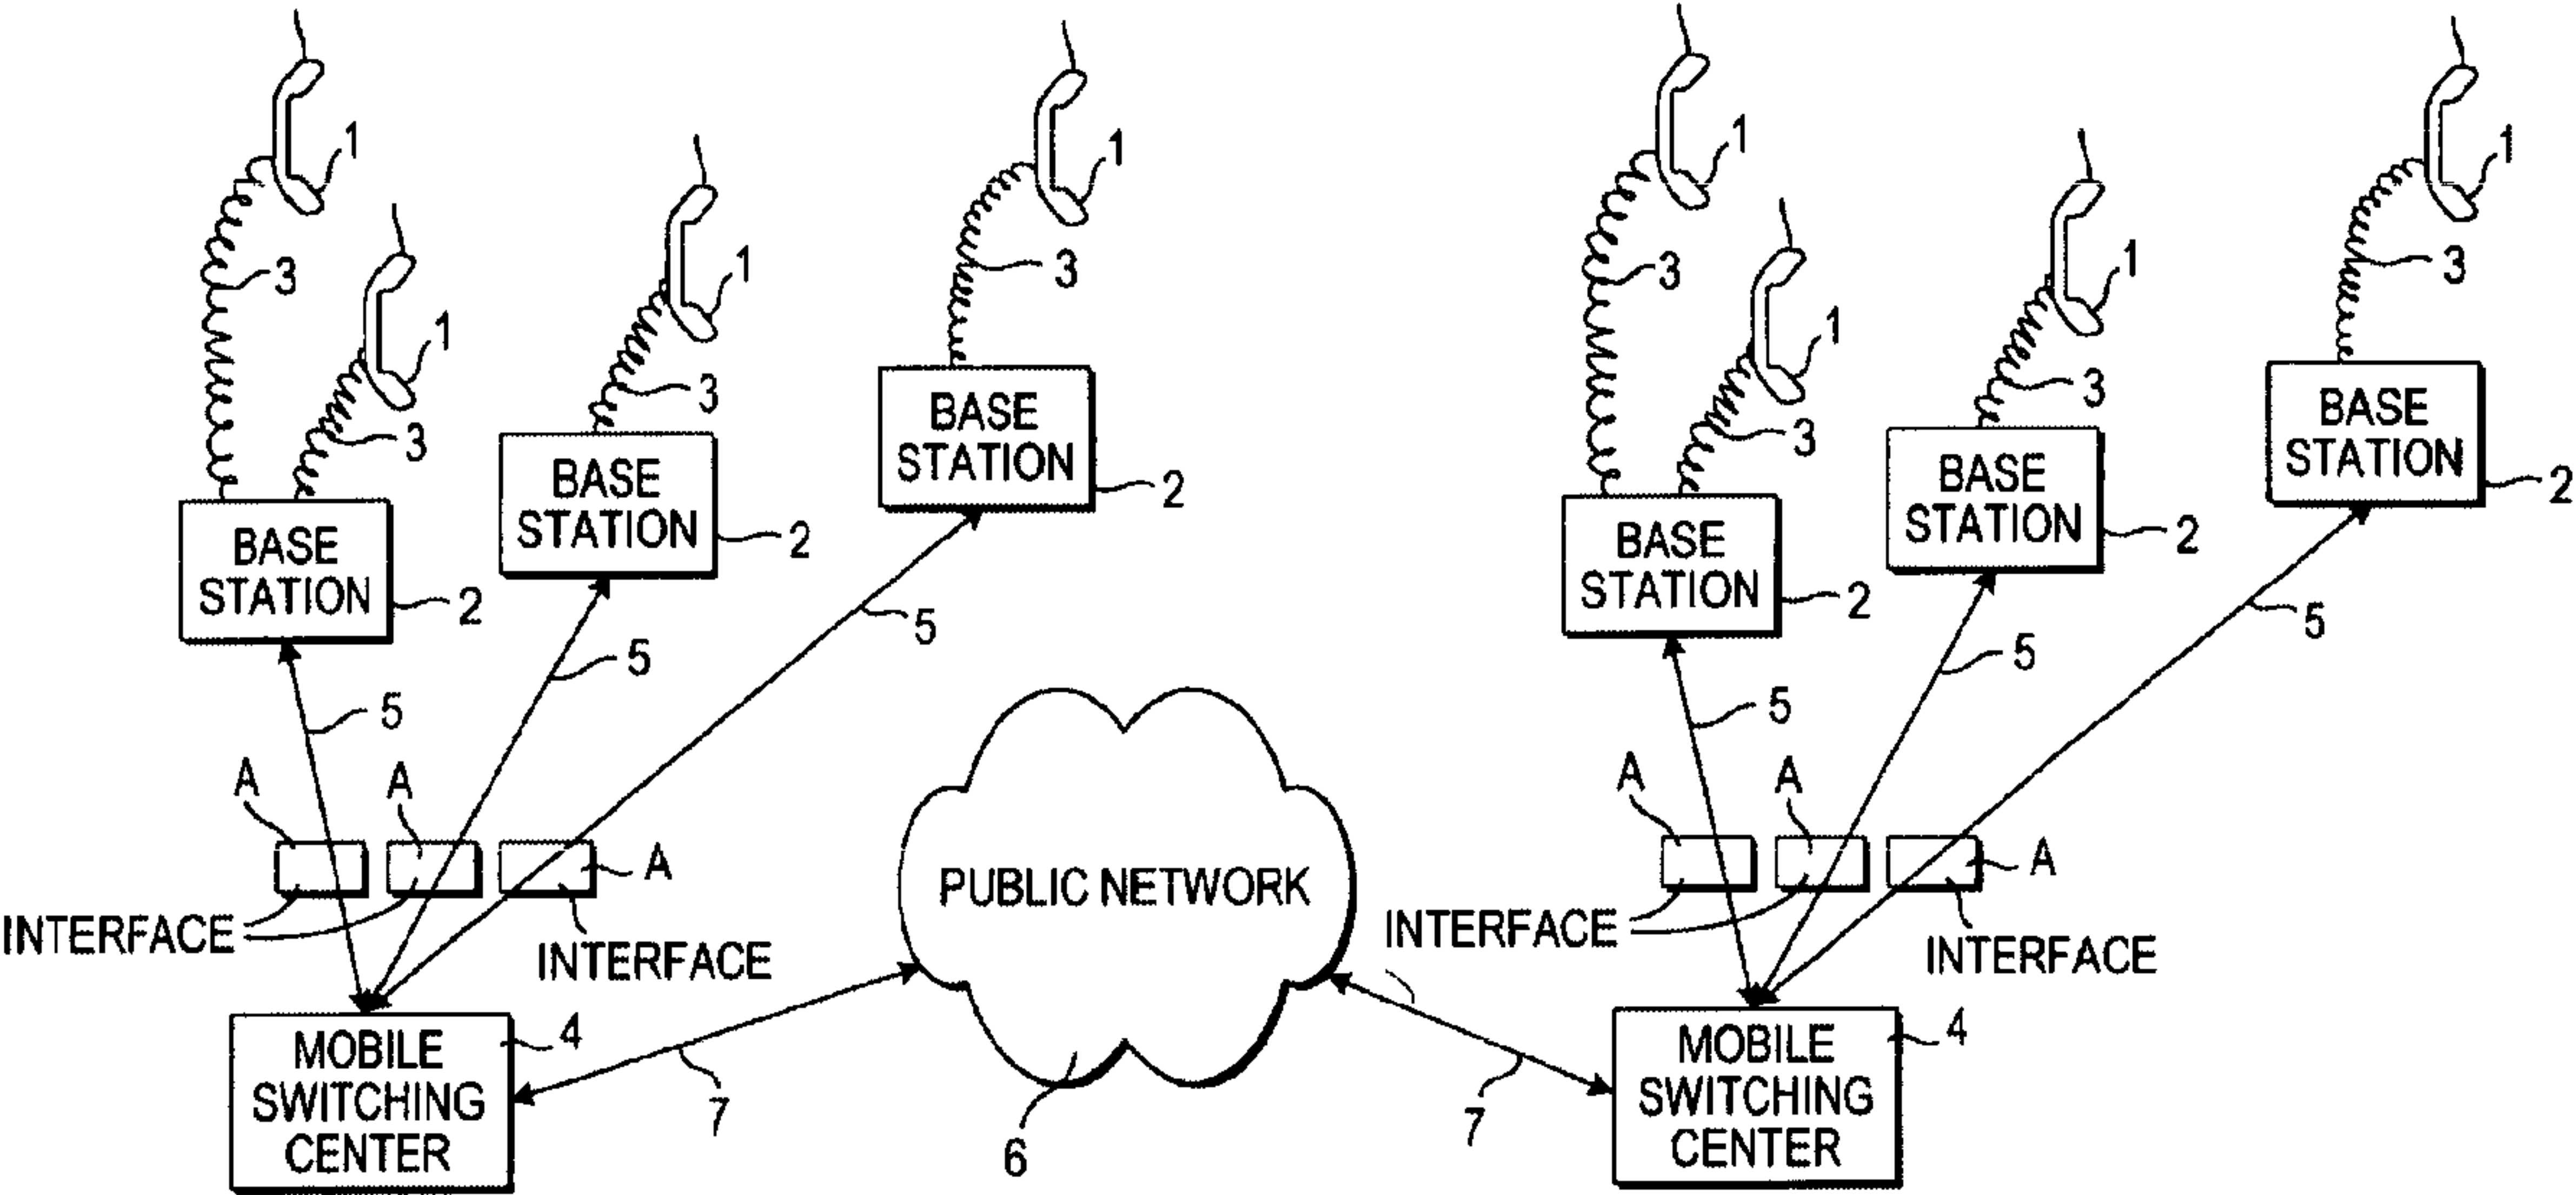 1
1
1
1
3
3
3
3
BASE
STATION
2
BASE
STATION
2
BASE
STATION
2
5
5
5
A
A
A
INTERFACE
INTERFACE
MOBILE
SWITCHING
CENTER
4
7
PUBLIC NETWORK
6
1
1
1
1
3
3
3
3
BASE
STATION
2
BASE
STATION
2
BASE
STATION
2
5
5
5
A
A
A
INTERFACE
INTERFACE
MOBILE
SWITCHING
CENTER
4
7